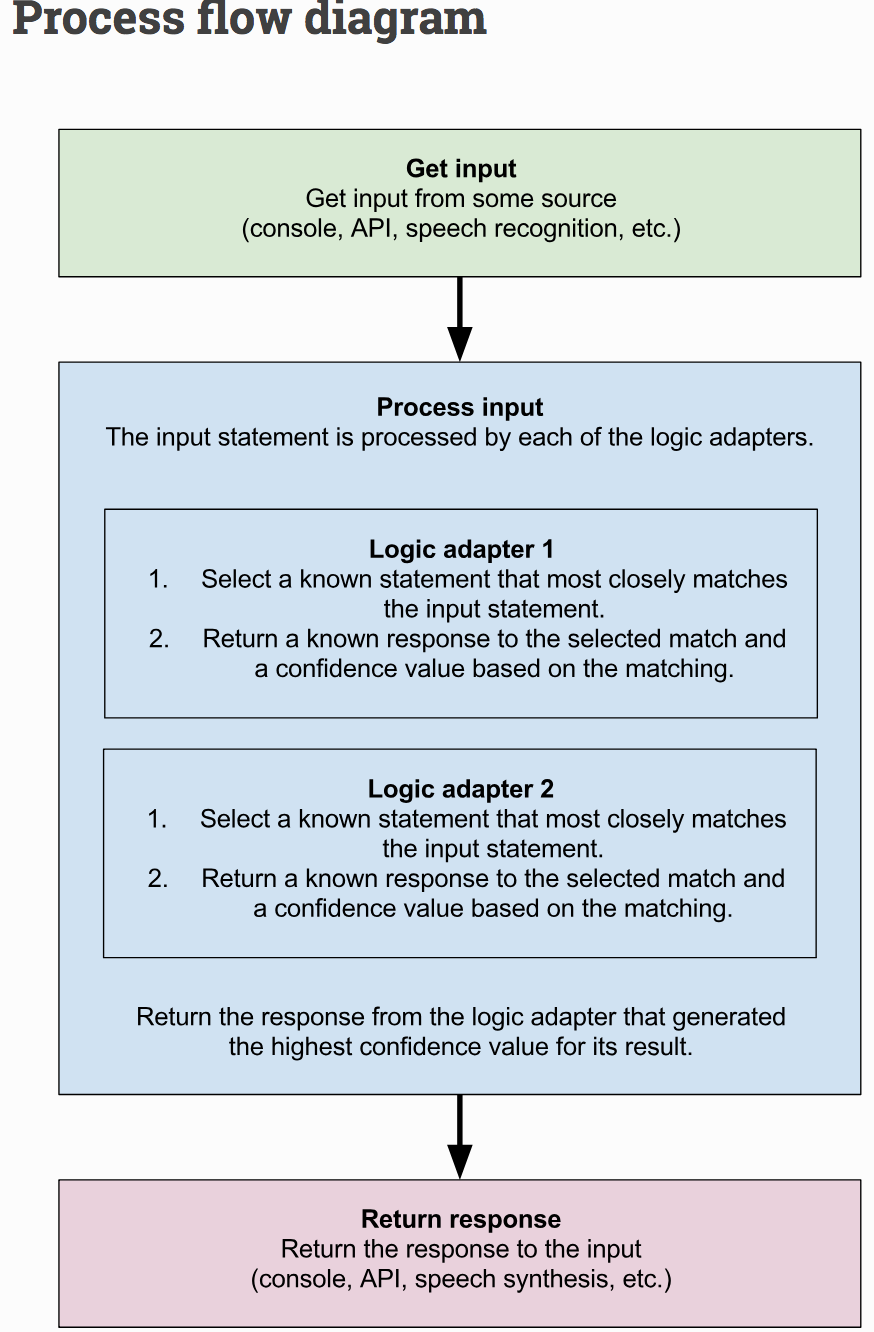 Process flow diagram
Get input
Get input from some source
(console, API, speech recognition, etc.)
Process input
The input statement is processed by each of the logic adapters.
Logic adapter 1
1. Select a known statement that most closely matches
the input statement.
2. Return a known response to the selected match and
a confidence value based on the matching.
Logic adapter 2
1. Select a known statement that most closely matches
the input statement.
2. Return a known response to the selected match and
a confidence value based on the matching.
Return the response from the logic adapter that generated
the highest confidence value for its result.
Return response
Return the response to the input
(console, API, speech synthesis, etc.)